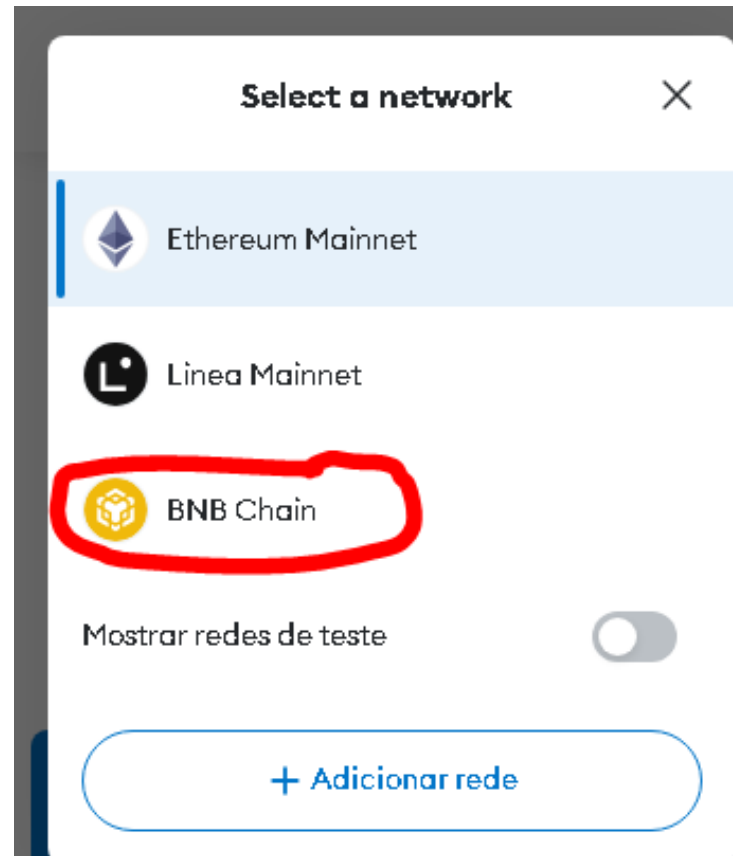 Select a network
Ethereum Mainnet
Linea Mainnet
BNB Chain
Mostrar redes de teste
+ Adicionar rede